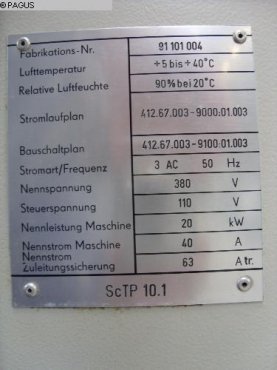 © PAGUS
Fabrikations-Nr. 91 101 004
Lufttemperatur +5 bis +40°C
Relative Luftfeuchte 90% bei 20°C
Stromlaufplan 412.67.003-9000:01.003
Bauschaltplan 412.67.003-9100:01.003
Stromart/Frequenz 3 AC 50 Hz
Nennspannung 380 V
Steuerspannung 110 V
Nennleistung Maschine 20 kW
Nennstrom Maschine 40 A
Nennstrom
Zuleitungssicherung 63 A tr.
ScTP 10.1